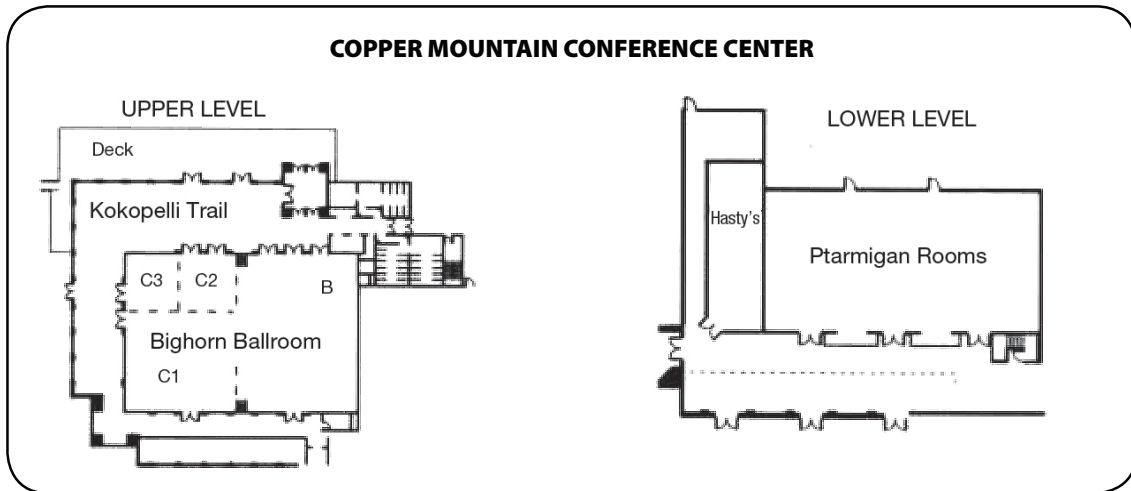 COPPER MOUNTAIN CONFERENCE CENTER
UPPER LEVEL
Deck
Kokopelli Trail
C3
C2
B
Bighorn Ballroom
C1
LOWER LEVEL
Hasty's
Ptarmigan Rooms